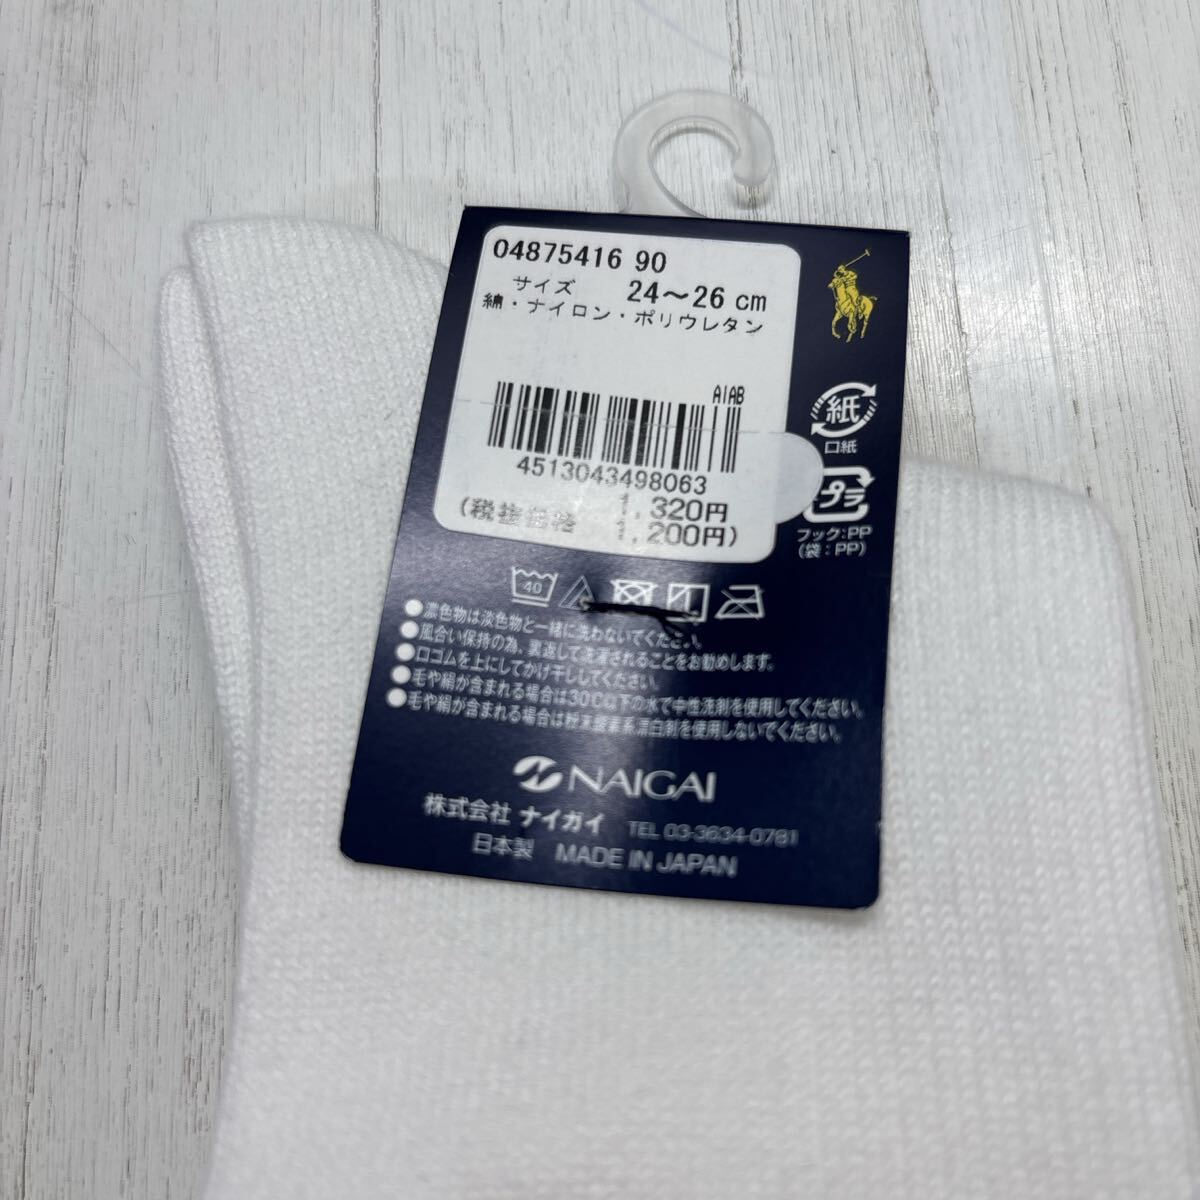 04875416 90
サイズ 24～26 cm
綿・ナイロン・ポリウレタン
A1AB
4513043498063
1,320円
(税抜価格 1,200円)
紙
口紙
プラ
フック:PP
(袋:PP)
40
●濃色物は淡色物と一緒に洗わないでください。
●風合い保持の為、裏返して洗濯されることをお勧めします。
●口ゴムを上にしてかけ干ししてください。
●毛や絹が含まれる場合は30℃以下の水で中性洗剤を使用してください。
●毛や絹が含まれる場合は粉末酸素系漂白剤を使用しないでください。
NAIGAI
株式会社 ナイガイ TEL 03-3634-0781
日本製 MADE IN JAPAN